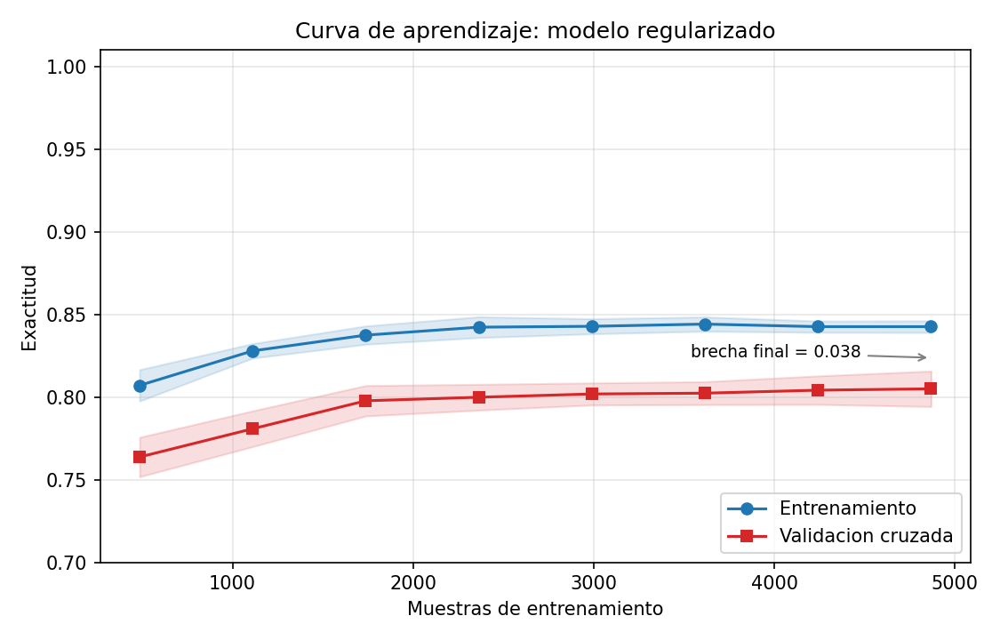 Curva de aprendizaje: modelo regularizado
1.00
0.95
0.90
0.85
0.80
0.75
0.70
Exactitud
brecha final = 0.038
Entrenamiento
Validacion cruzada
1000
2000
3000
4000
5000
Muestras de entrenamiento